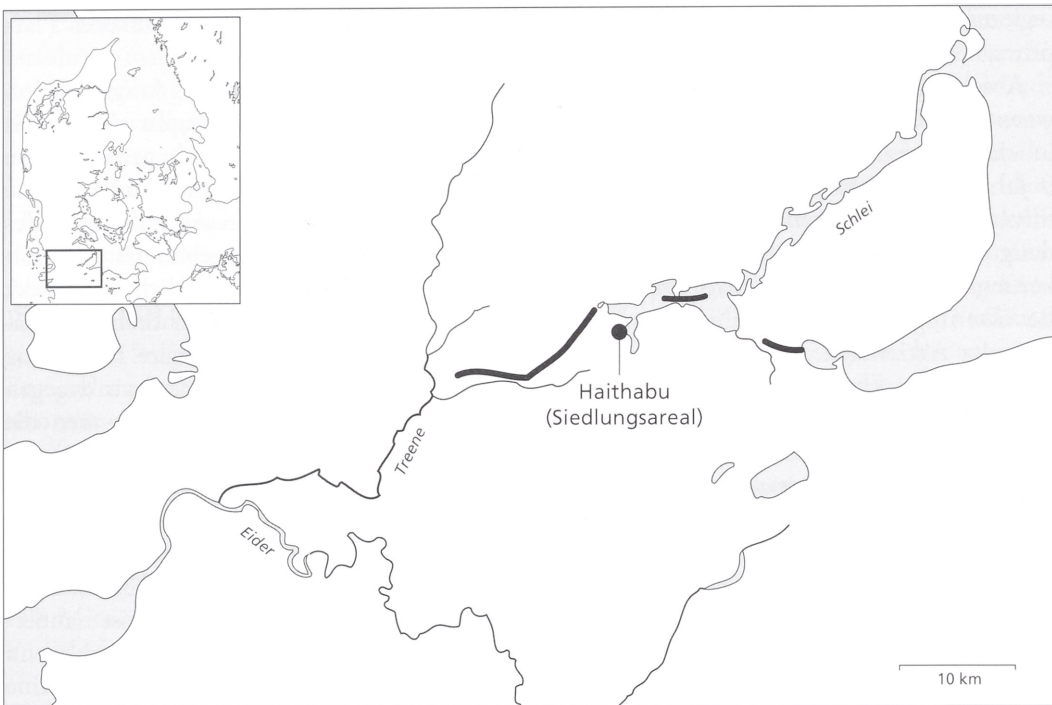 Schlei
Haithabu
(Siedlungsareal)
Treene
Eider
10 km